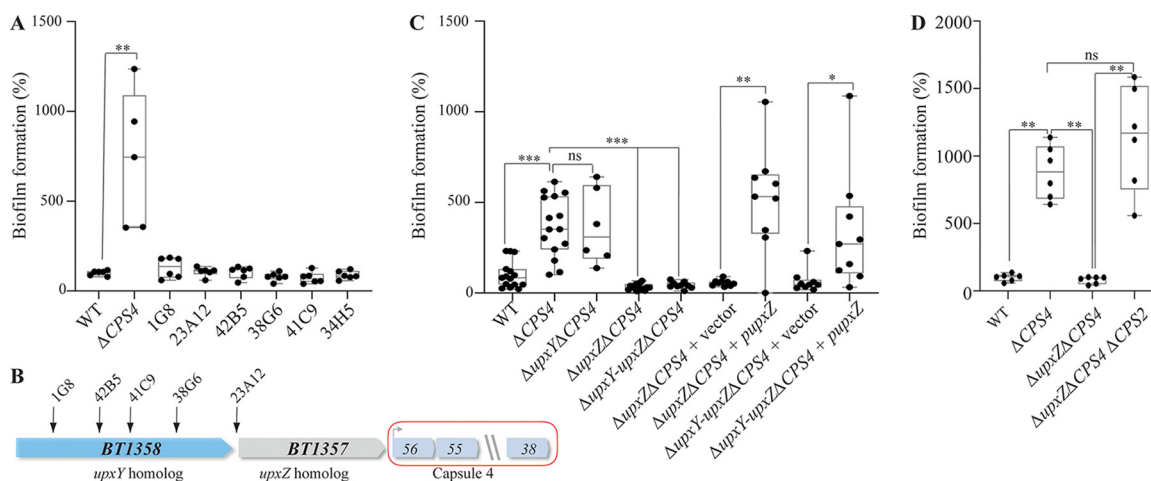 A
Biofilm formation (%)
1500
1000
500
0
**
WT
ΔCPS4
1G8
23A12
42B5
38G6
41C9
34H5
B
1G8
42B5
41C9
38G6
23A12
BT1358
BT1357
56
55
38
upxY homolog
upxZ homolog
Capsule 4
C
Biofilm formation (%)
1500
1000
500
0
***
ns
***
**
*
WT
ΔCPS4
ΔupxYΔCPS4
ΔupxZΔCPS4
ΔupxY-upxZΔCPS4
ΔupxZΔCPS4 + vector
ΔupxZΔCPS4 + pupxZ
ΔupxY-upxZΔCPS4 + vector
ΔupxY-upxZΔCPS4 + pupxZ
D
Biofilm formation (%)
2000
1500
1000
500
0
ns
**
**
**
WT
ΔCPS4
ΔupxZΔCPS4
ΔupxZΔCPS4 ΔCPS2